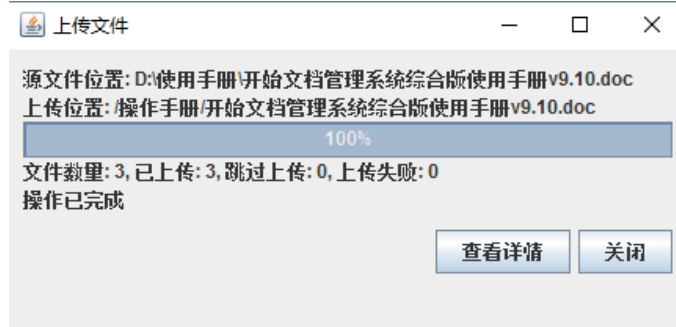 上传文件
源文件位置: D:\使用手册\开始文档管理系统综合版使用手册v9.10.doc
上传位置: /操作手册/开始文档管理系统综合版使用手册v9.10.doc
100%
文件数量: 3, 已上传: 3, 跳过上传: 0, 上传失败: 0
操作已完成
查看详情 关闭